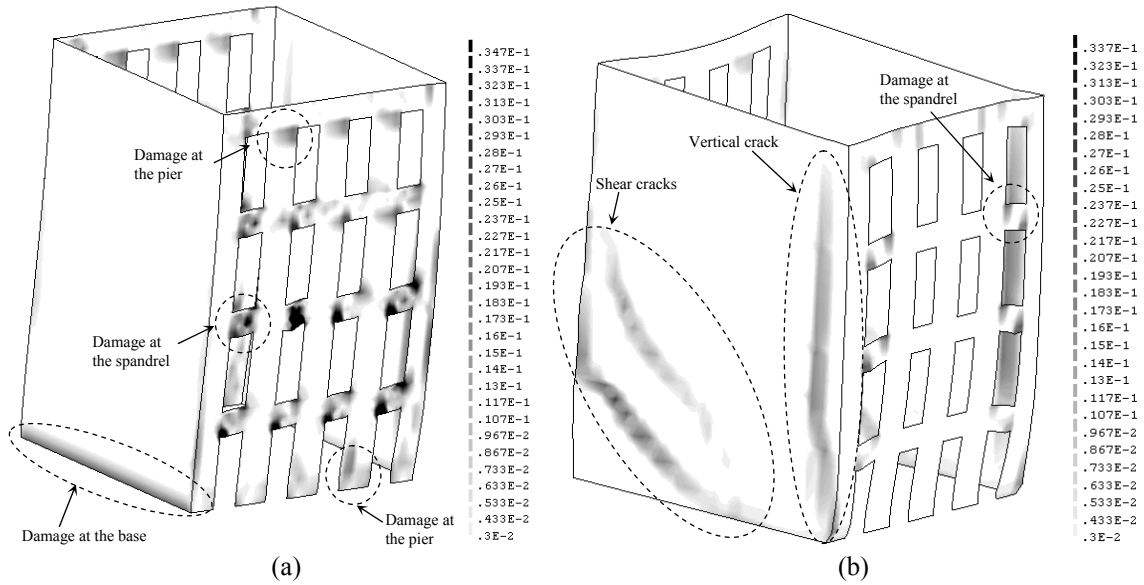 Damage at
the pier
Damage at
the spandrel
Damage at the base
Damage at
the pier
.347E-1
.337E-1
.323E-1
.313E-1
.303E-1
.293E-1
.28E-1
.27E-1
.26E-1
.25E-1
.237E-1
.227E-1
.217E-1
.207E-1
.193E-1
.183E-1
.173E-1
.16E-1
.15E-1
.14E-1
.13E-1
.117E-1
.107E-1
.967E-2
.867E-2
.733E-2
.633E-2
.533E-2
.433E-2
.3E-2
(a)
Shear cracks
Vertical crack
Damage at
the spandrel
.337E-1
.323E-1
.313E-1
.303E-1
.293E-1
.28E-1
.27E-1
.26E-1
.25E-1
.237E-1
.227E-1
.217E-1
.207E-1
.193E-1
.183E-1
.173E-1
.16E-1
.15E-1
.14E-1
.13E-1
.117E-1
.107E-1
.967E-2
.867E-2
.733E-2
.633E-2
.533E-2
.433E-2
.3E-2
(b)